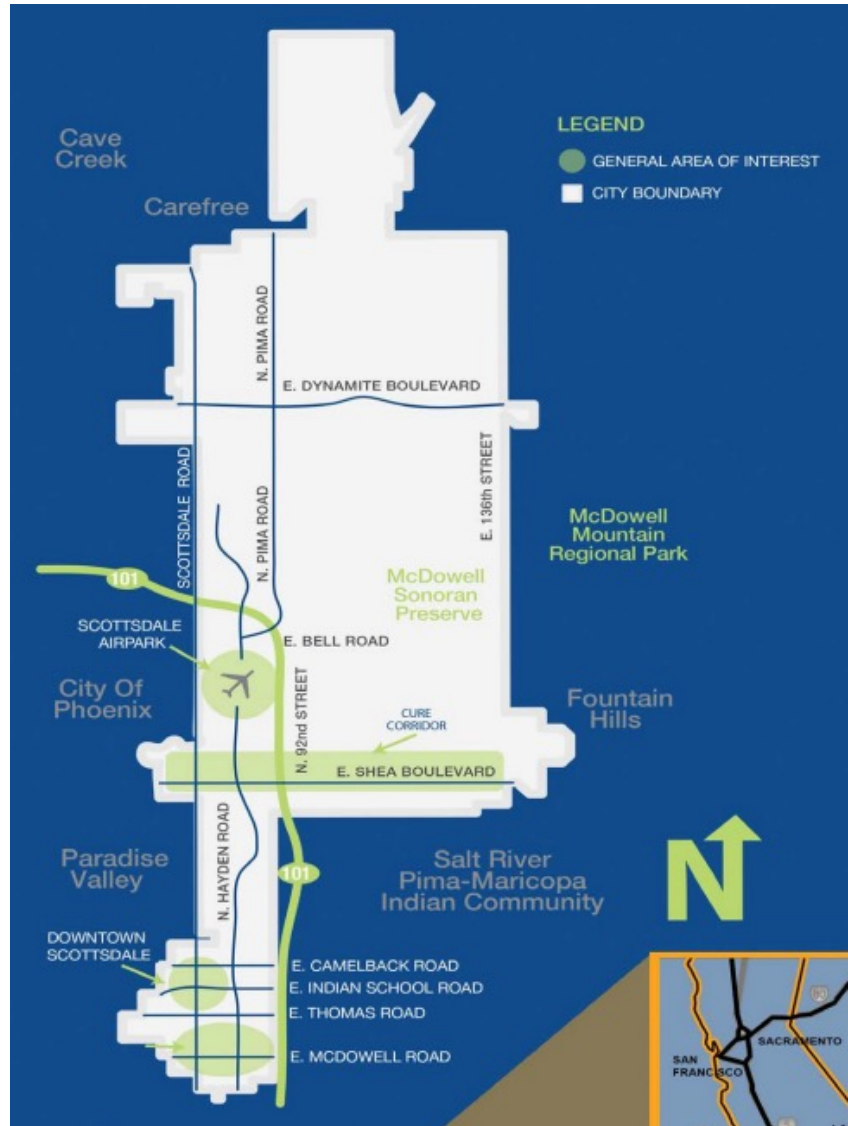 Cave
Creek
Carefree
LEGEND
GENERAL AREA OF INTEREST
CITY BOUNDARY
N. PIMA ROAD
E. DYNAMITE BOULEVARD
SCOTTSDALE ROAD
N. PIMA ROAD
E. 136th STREET
McDowell
Mountain
Regional Park
McDowell
Sonoran
Preserve
101
SCOTTSDALE
AIRPARK
E. BELL ROAD
City Of
Phoenix
N. 92nd STREET
Fountain
Hills
CURE
CORRIDOR
E. SHEA BOULEVARD
N. HAYDEN ROAD
Paradise
Valley
101
Salt River
Pima-Maricopa
Indian Community
N
DOWNTOWN
SCOTTSDALE
E. CAMELBACK ROAD
E. INDIAN SCHOOL ROAD
E. THOMAS ROAD
E. MCDOWELL ROAD
SACRAMENTO
SAN
FRANCISCO